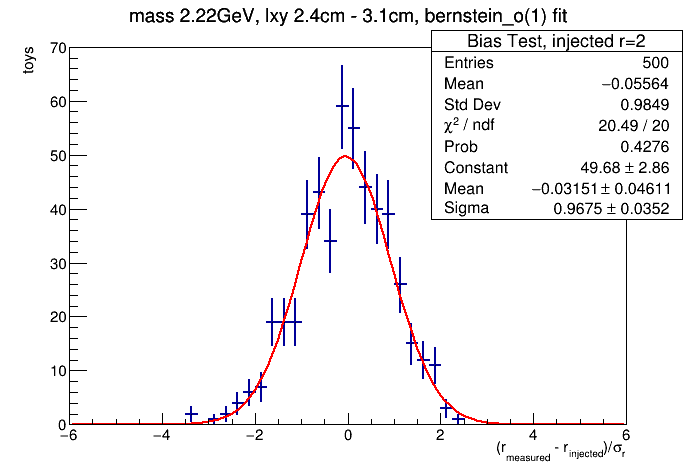 mass 2.22GeV, lxy 2.4cm - 3.1cm, bernstein_o(1) fit
toys
70
60
50
40
30
20
10
0
−6
−4
−2
0
2
4
6
(r_measured - r_injected)/σ_r
Bias Test, injected r=2
Entries 500
Mean −0.05564
Std Dev 0.9849
χ² / ndf 20.49 / 20
Prob 0.4276
Constant 49.68 ± 2.86
Mean −0.03151 ± 0.04611
Sigma 0.9675 ± 0.0352